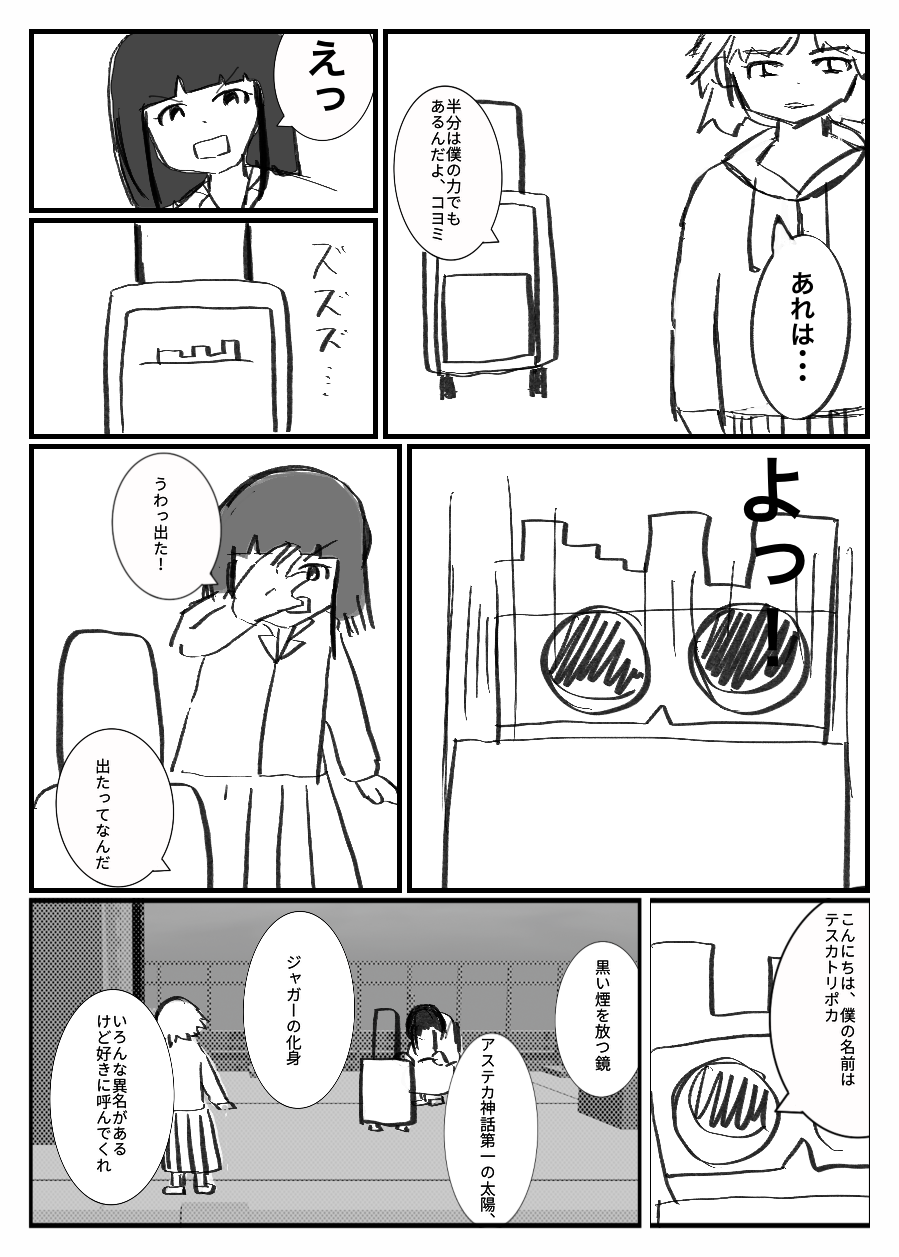 あれは…
半分は僕の力でも
あるんだよ、コヨミ
えっ
ズズズ…
よっ！
うわっ出た！
出たってなんだ
こんにちは、僕の名前は
テスカトリポカ
黒い煙を放つ鏡
アステカ神話第一の太陽、
ジャガーの化身
いろんな異名がある
けど好きに呼んでくれ